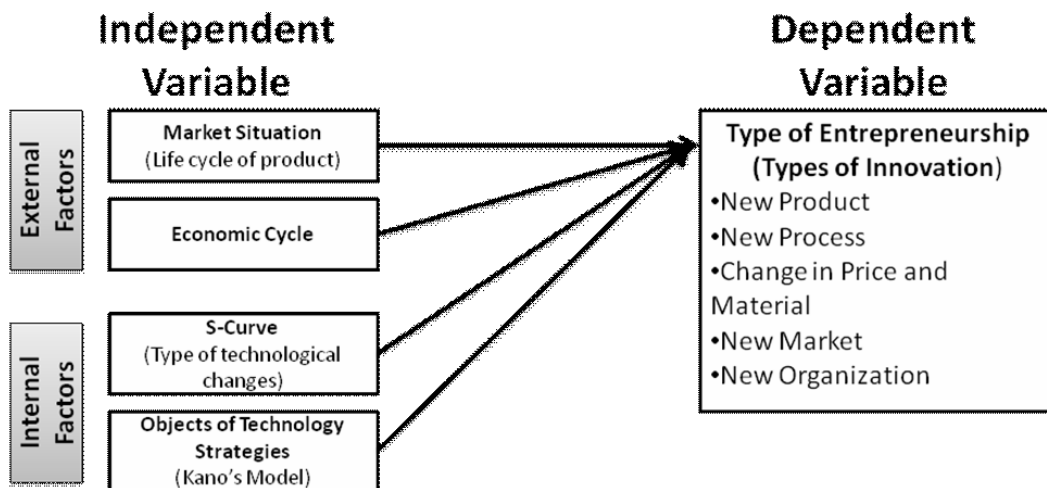 Independent
Variable
Dependent
Variable
External
Factors
Market Situation
(Life cycle of product)
Economic Cycle
Internal
Factors
S-Curve
(Type of technological
changes)
Objects of Technology
Strategies
(Kano's Model)
Type of Entrepreneurship
(Types of Innovation)
•New Product
•New Process
•Change in Price and
Material
•New Market
•New Organization